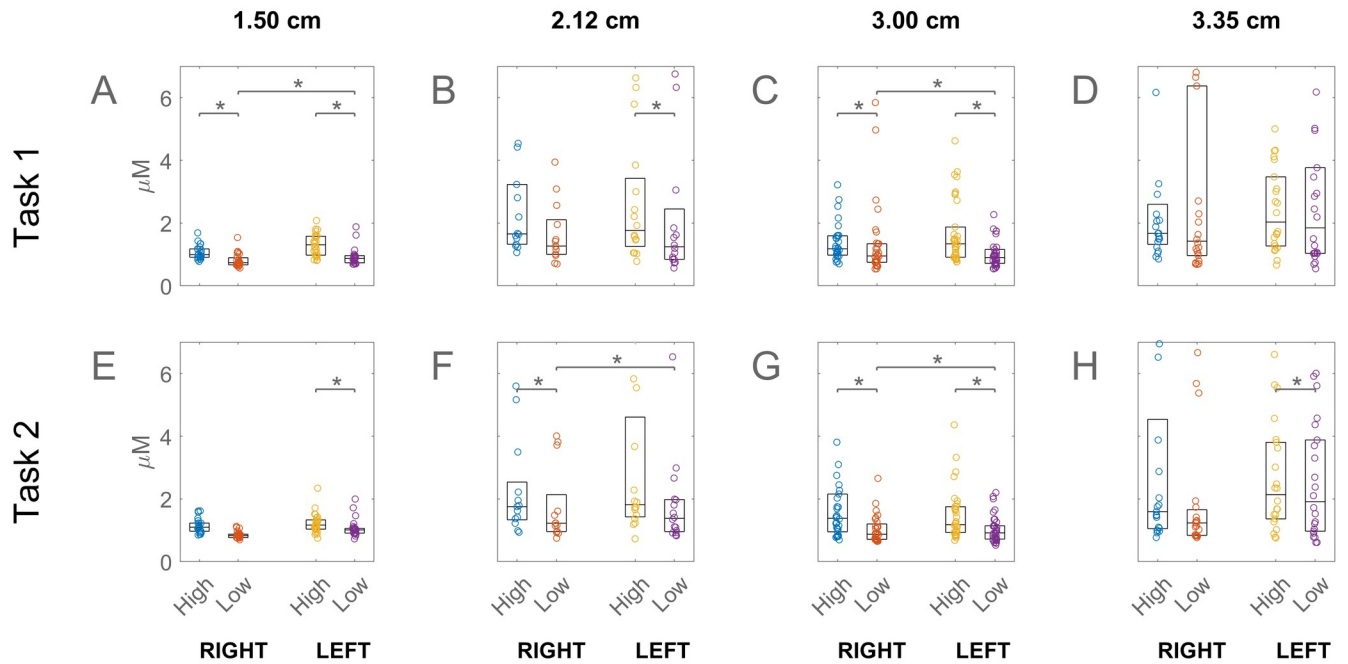 1.50 cm 2.12 cm 3.00 cm 3.35 cm
Task 1
A B C D
* * *
*
* * *
μM
6
4
2
0
Task 2
E F G H
*
* *
* * *
*
μM
6
4
2
0
High Low High Low High Low High Low High Low High Low High Low High Low
RIGHT LEFT RIGHT LEFT RIGHT LEFT RIGHT LEFT